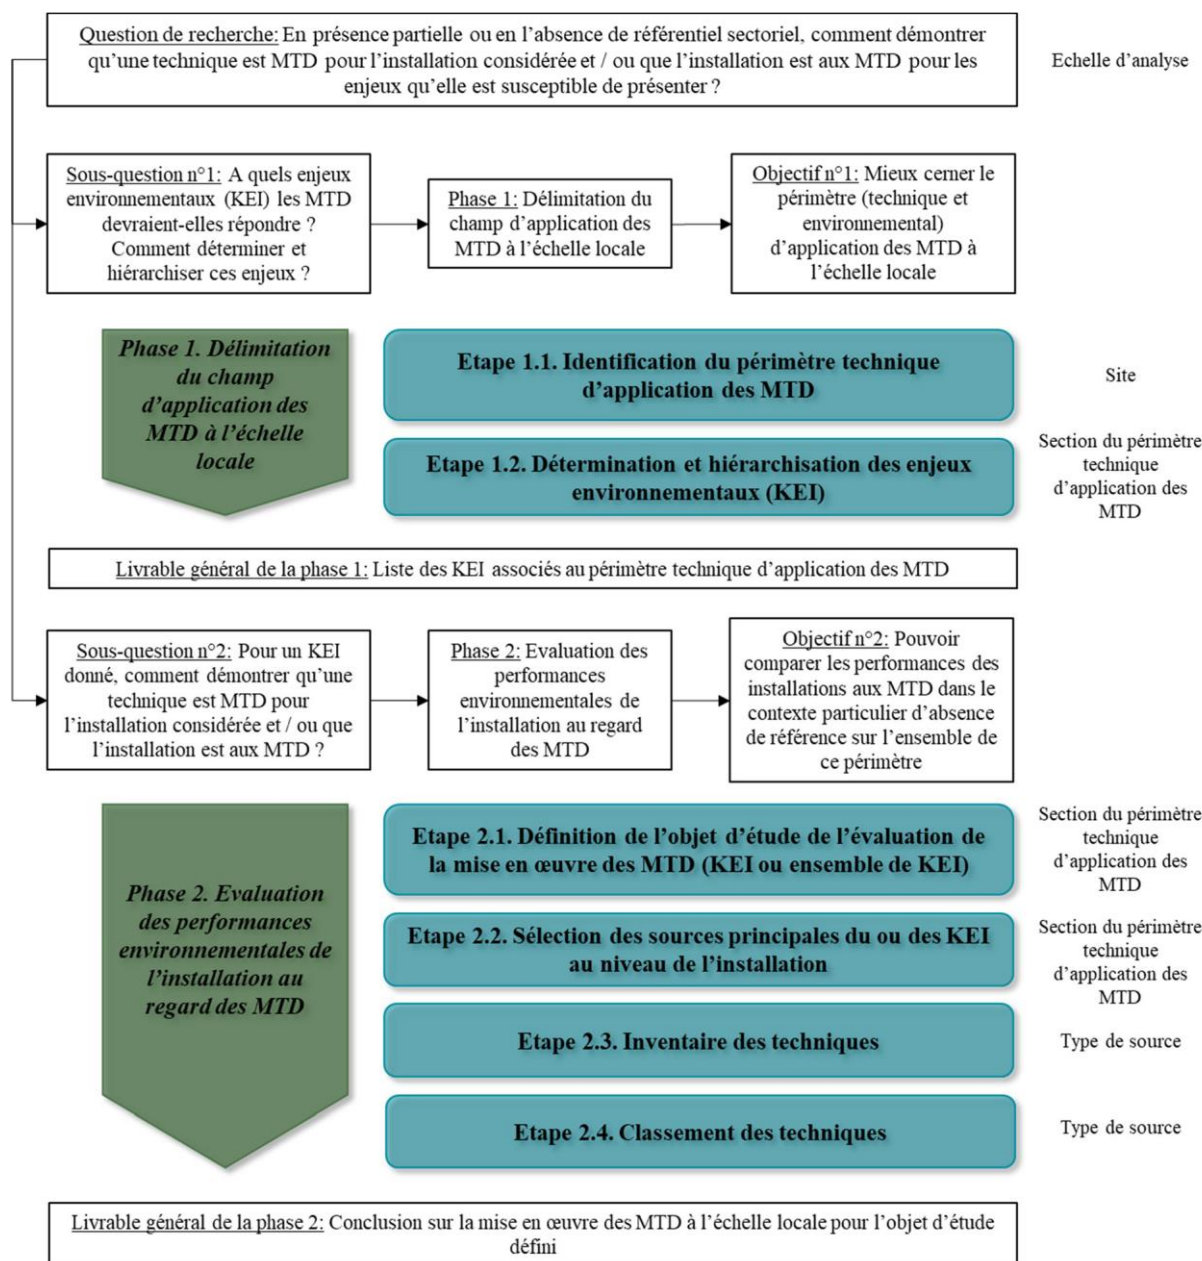 Question de recherche: En présence partielle ou en l'absence de référentiel sectoriel, comment démontrer
qu'une technique est MTD pour l'installation considérée et / ou que l'installation est aux MTD pour les
enjeux qu'elle est susceptible de présenter ?
Echelle d'analyse
Sous-question n°1: A quels enjeux
environnementaux (KEI) les MTD
devraient-elles répondre ?
Comment déterminer et
hiérarchiser ces enjeux ?
Phase 1: Délimitation du
champ d'application des
MTD à l'échelle locale
Objectif n°1: Mieux cerner le
périmètre (technique et
environnemental)
d'application des MTD à
l'échelle locale
Phase 1. Délimitation
du champ
d'application des
MTD à l'échelle
locale
Etape 1.1. Identification du périmètre technique
d'application des MTD
Site
Etape 1.2. Détermination et hiérarchisation des enjeux
environnementaux (KEI)
Section du périmètre
technique
d'application des
MTD
Livrable général de la phase 1: Liste des KEI associés au périmètre technique d'application des MTD
Sous-question n°2: Pour un KEI
donné, comment démontrer qu'une
technique est MTD pour
l'installation considérée et / ou que
l'installation est aux MTD ?
Phase 2: Evaluation des
performances
environnementales de
l'installation au regard
des MTD
Objectif n°2: Pouvoir
comparer les performances des
installations aux MTD dans le
contexte particulier d'absence
de référence sur l'ensemble de
ce périmètre
Phase 2. Evaluation
des performances
environnementales de
l'installation au
regard des MTD
Etape 2.1. Définition de l'objet d'étude de l'évaluation de
la mise en œuvre des MTD (KEI ou ensemble de KEI)
Section du périmètre
technique
d'application des
MTD
Etape 2.2. Sélection des sources principales du ou des KEI
au niveau de l'installation
Section du périmètre
technique
d'application des
MTD
Etape 2.3. Inventaire des techniques
Type de source
Etape 2.4. Classement des techniques
Type de source
Livrable général de la phase 2: Conclusion sur la mise en œuvre des MTD à l'échelle locale pour l'objet d'étude
défini